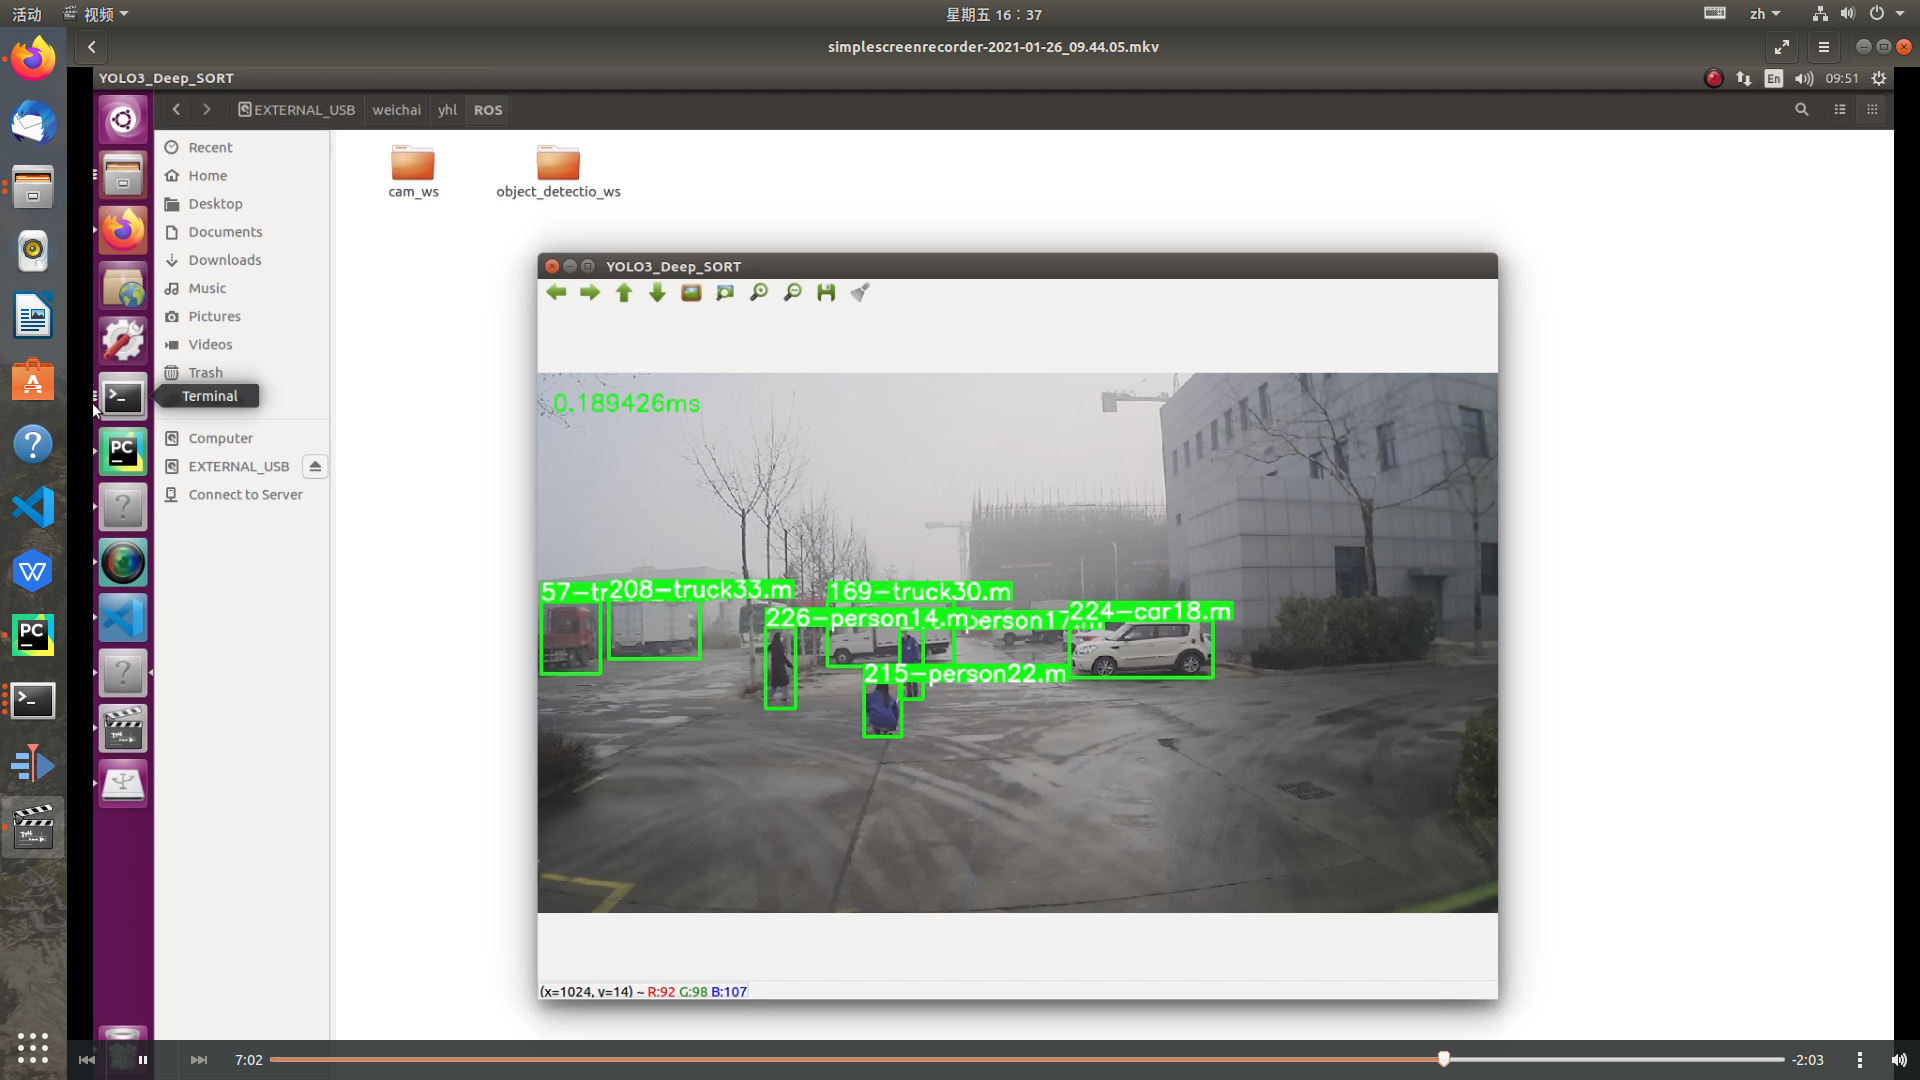 活动 视频 星期五 16：37 zh
simplescreenrecorder-2021-01-26_09.44.05.mkv
YOLO3_Deep_SORT En 09:51
EXTERNAL_USB weichai yhl ROS
Recent
Home
Desktop
Documents
Downloads
Music
Pictures
Videos
Trash
Terminal
Computer
EXTERNAL_USB
Connect to Server
cam_ws object_detectio_ws
YOLO3_Deep_SORT
0.189426ms
57-tr 208-truck33.m 169-truck30.m
226-person14.m person17 224-car18.m
215-person22.m
(x=1024, y=14) ~ R:92 G:98 B:107
PC
PC
7:02 -2:03